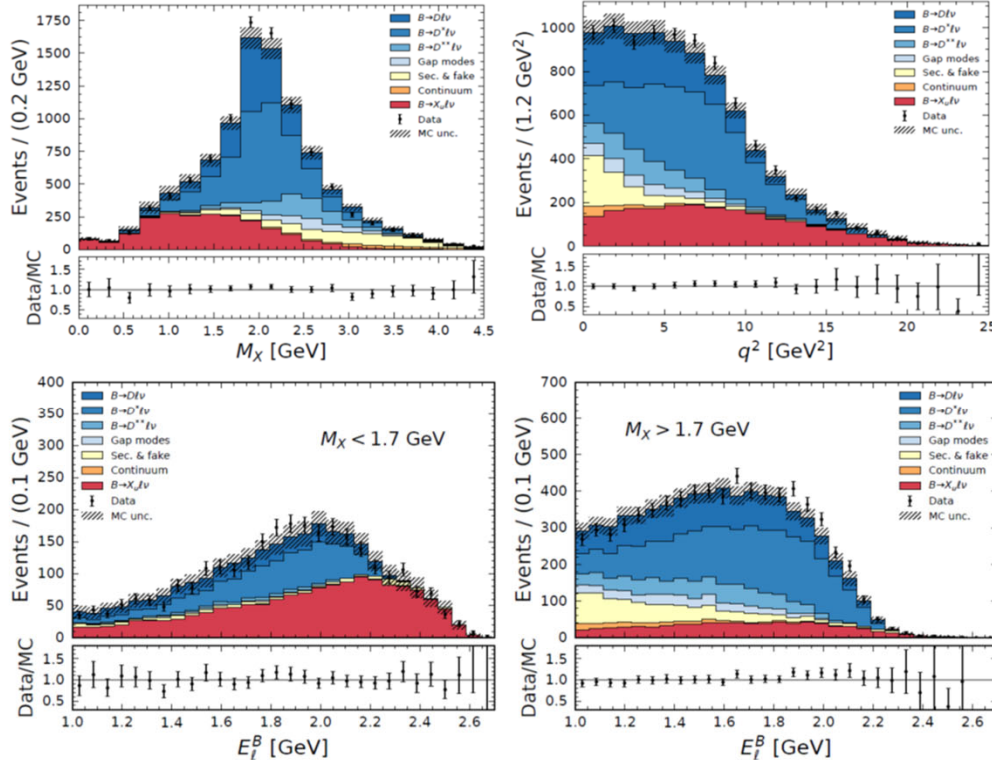 Events / (0.2 GeV)
1750
1500
1250
1000
750
500
250
0
B→Dℓν
B→D*ℓν
B→D**ℓν
Gap modes
Sec. & fake
Continuum
B→X_uℓν
Data
MC unc.
Data/MC
1.5
1.0
0.5
0.0 0.5 1.0 1.5 2.0 2.5 3.0 3.5 4.0 4.5
M_X [GeV]
Events / (1.2 GeV²)
1000
800
600
400
200
0
B→Dℓν
B→D*ℓν
B→D**ℓν
Gap modes
Sec. & fake
Continuum
B→X_uℓν
Data
MC unc.
Data/MC
1.5
1.0
0.5
0 5 10 15 20 25
q² [GeV²]
Events / (0.1 GeV)
400
350
300
250
200
150
100
50
0
B→Dℓν
B→D*ℓν
B→D**ℓν
Gap modes
Sec. & fake
Continuum
B→X_uℓν
Data
MC unc.
M_X < 1.7 GeV
Data/MC
1.5
1.0
0.5
1.0 1.2 1.4 1.6 1.8 2.0 2.2 2.4 2.6
E_ℓ^B [GeV]
Events / (0.1 GeV)
700
600
500
400
300
200
100
0
M_X > 1.7 GeV
B→Dℓν
B→D*ℓν
B→D**ℓν
Gap modes
Sec. & fake
Continuum
B→X_uℓν
Data
MC unc.
Data/MC
1.5
1.0
0.5
1.0 1.2 1.4 1.6 1.8 2.0 2.2 2.4 2.6
E_ℓ^B [GeV]